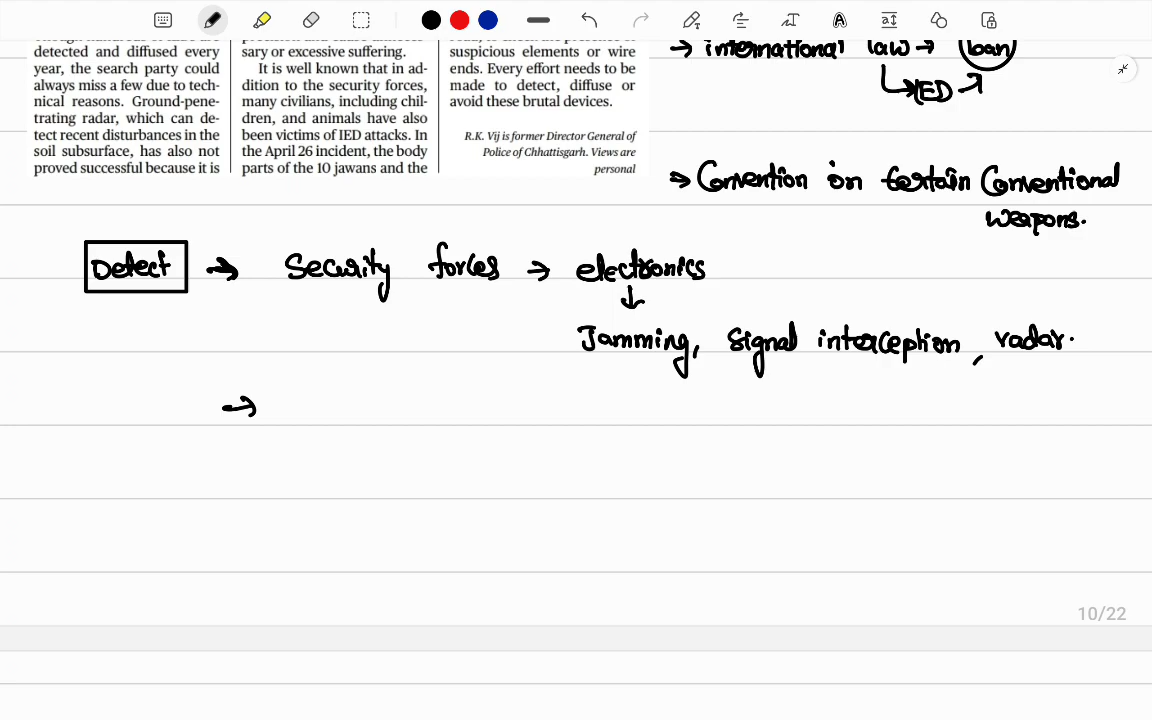 detected and diffused every
year, the search party could
always miss a few due to tech-
nical reasons. Ground-pene-
trating radar, which can de-
tect recent disturbances in the
soil subsurface, has also not
proved successful because it is
sary or excessive suffering.
It is well known that in ad-
dition to the security forces,
many civilians, including chil-
dren, and animals have also
been victims of IED attacks. In
the April 26 incident, the body
parts of the 10 jawans and the
suspicious elements or wire
ends. Every effort needs to be
made to detect, diffuse or
avoid these brutal devices.
R.K. Vij is former Director General of
Police of Chhattisgarh. Views are
personal
→ international law → ban
↳ IED →
→ Convention on Certain Conventional
weapons.
Detect → Security forces → electronics
↓
Jamming, signal interception, radar.
→
10/22